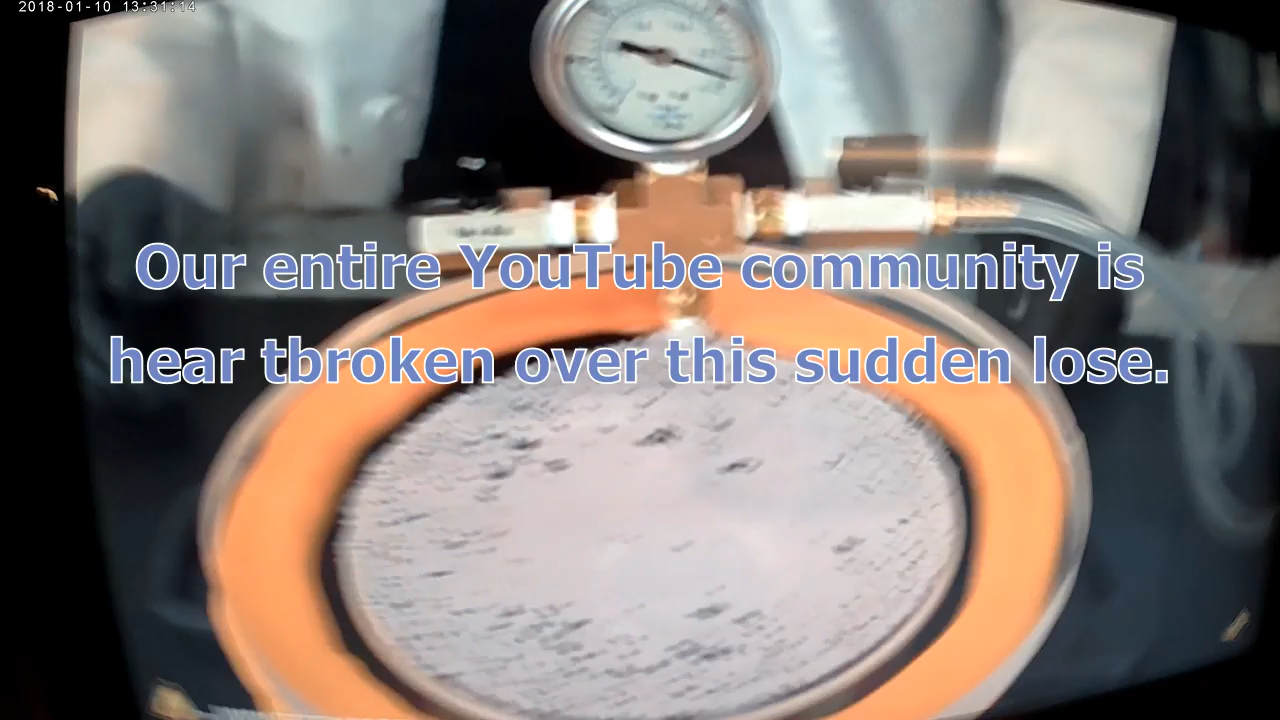 2018-01-10 13:31:14
Our entire YouTube community is
hear tbroken over this sudden lose.